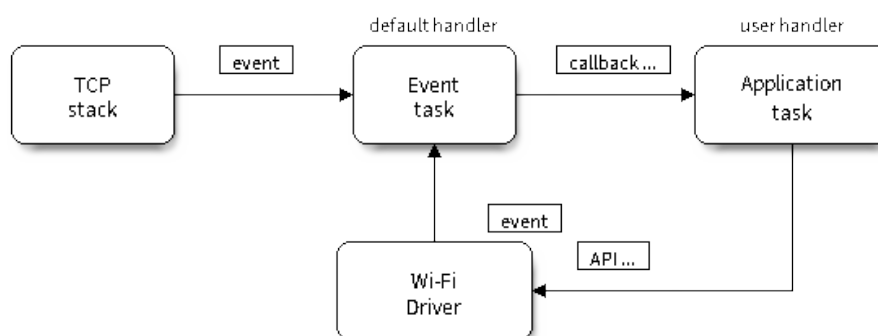 default handler
user handler
event
callback ...
TCP
stack
Event
task
Application
task
event
API ...
Wi-Fi
Driver